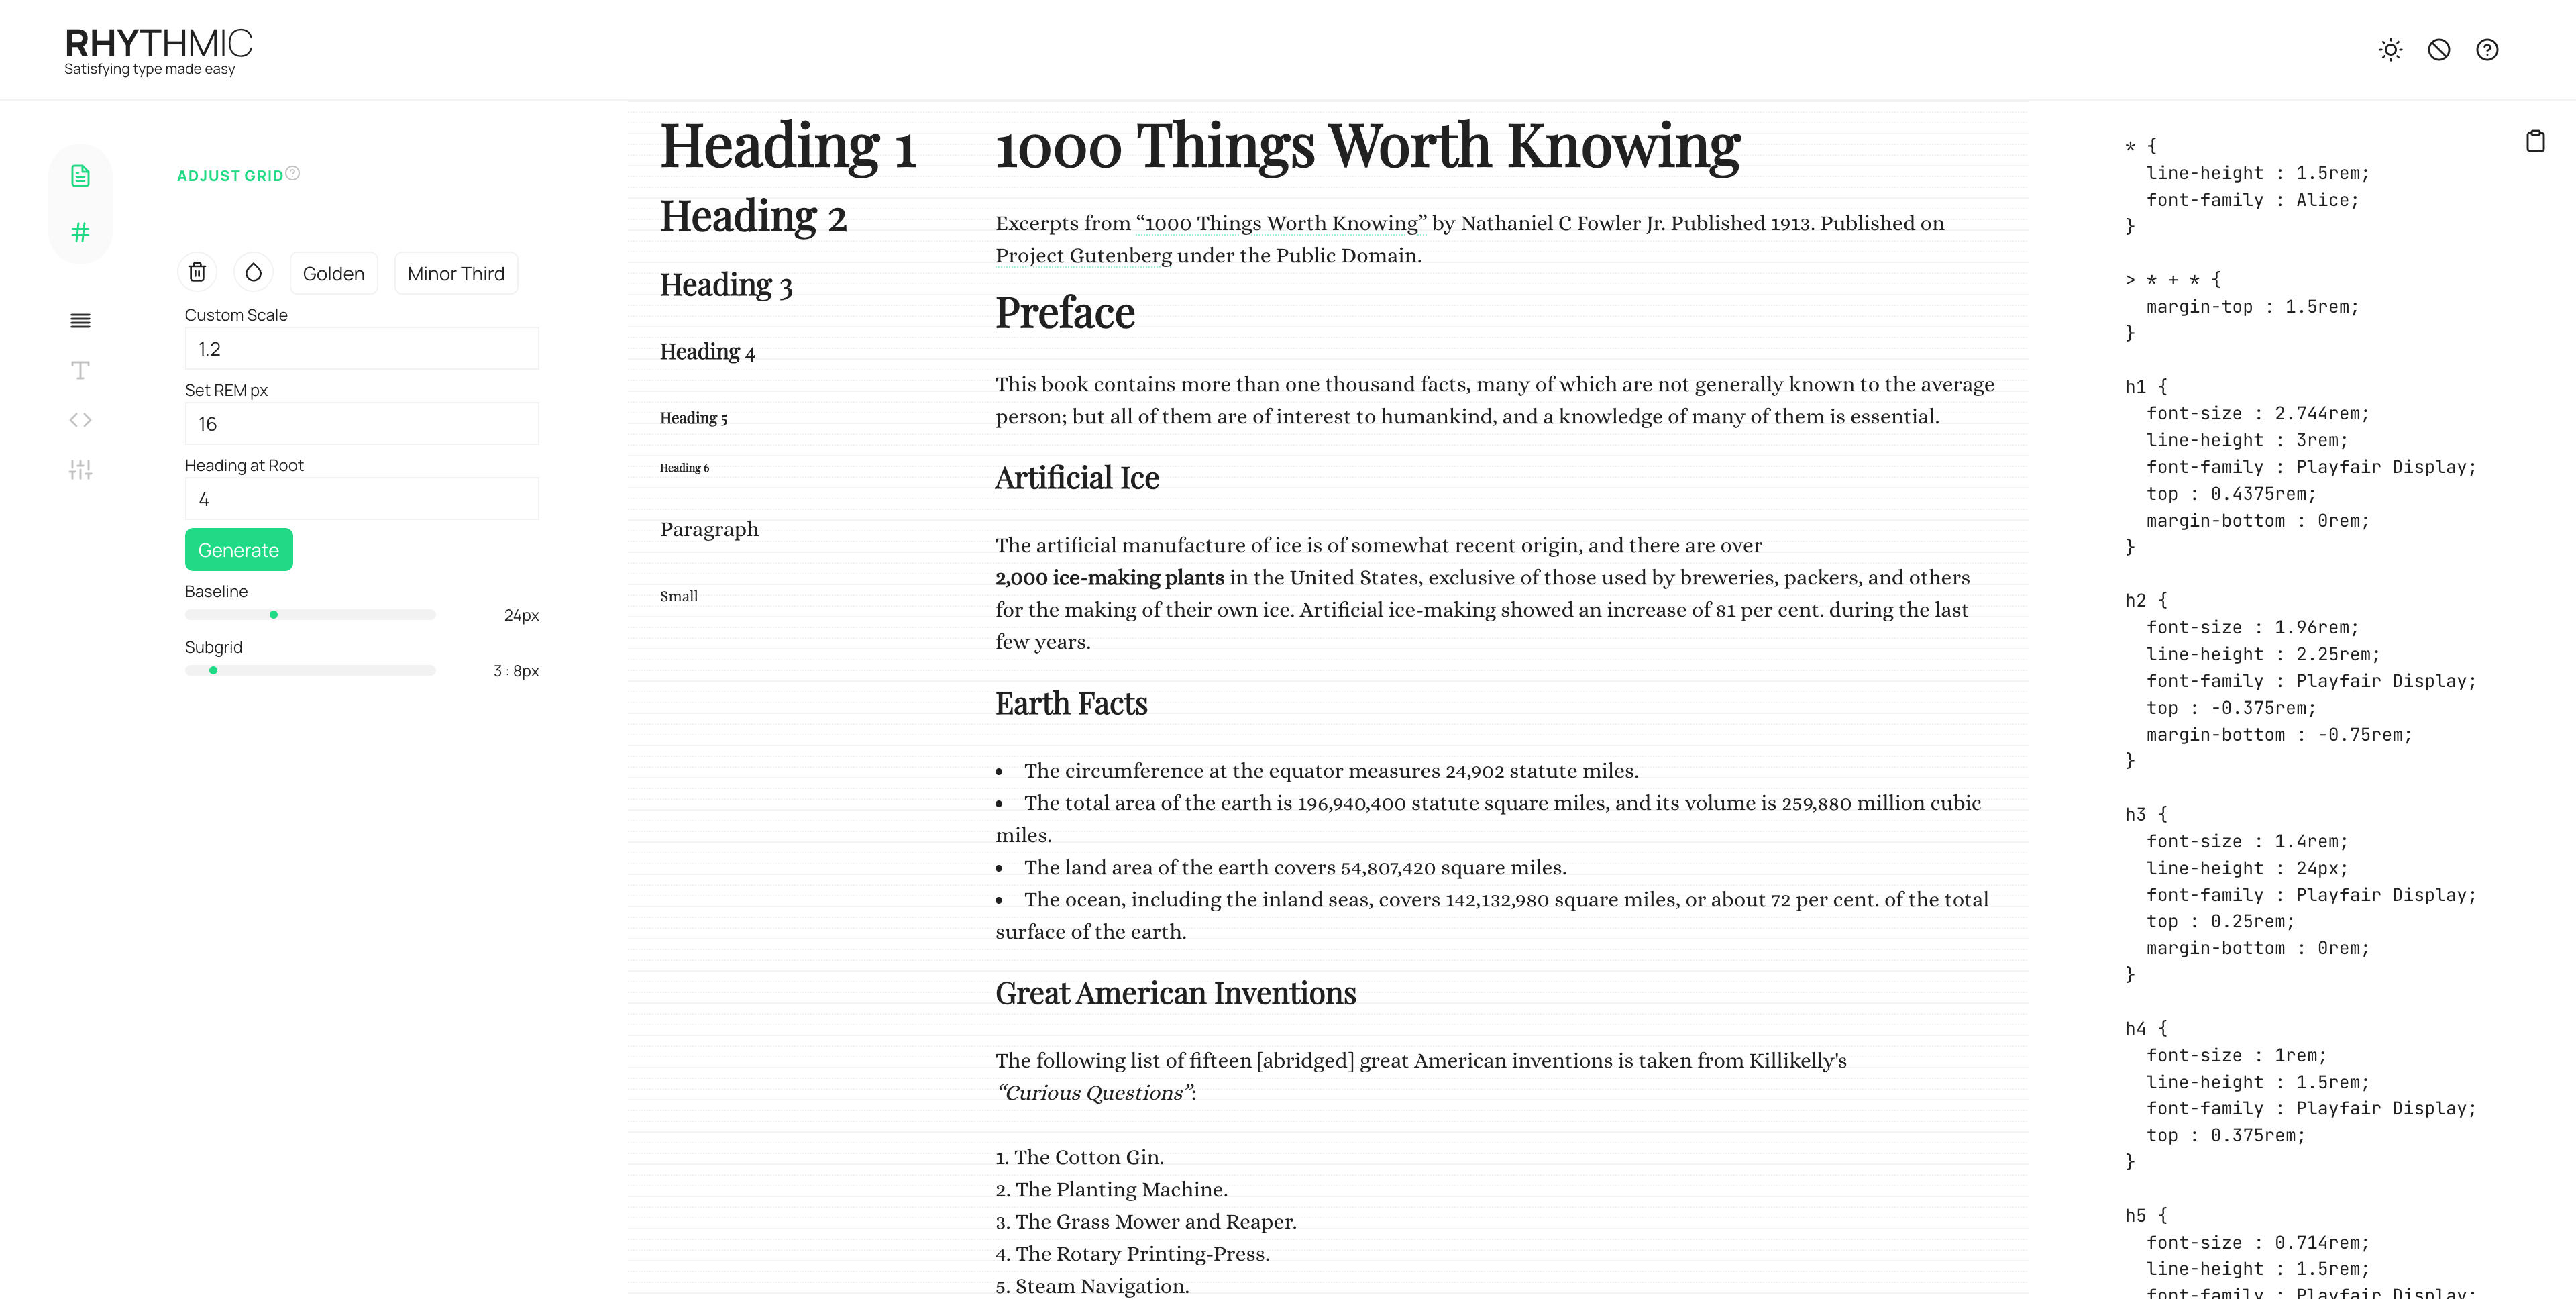 RHYTHMIC
Satisfying type made easy
ADJUST GRID
Golden
Minor Third
Custom Scale
1.2
Set REM px
16
Heading at Root
4
Generate
Baseline
24px
Subgrid
3 : 8px
Heading 1
Heading 2
Heading 3
Heading 4
Heading 5
Heading 6
Paragraph
Small
1000 Things Worth Knowing
Excerpts from “1000 Things Worth Knowing” by Nathaniel C Fowler Jr. Published 1913. Published on
Project Gutenberg under the Public Domain.
Preface
This book contains more than one thousand facts, many of which are not generally known to the average
person; but all of them are of interest to humankind, and a knowledge of many of them is essential.
Artificial Ice
The artificial manufacture of ice is of somewhat recent origin, and there are over
2,000 ice-making plants in the United States, exclusive of those used by breweries, packers, and others
for the making of their own ice. Artificial ice-making showed an increase of 81 per cent. during the last
few years.
Earth Facts
• The circumference at the equator measures 24,902 statute miles.
• The total area of the earth is 196,940,400 statute square miles, and its volume is 259,880 million cubic
miles.
• The land area of the earth covers 54,807,420 square miles.
• The ocean, including the inland seas, covers 142,132,980 square miles, or about 72 per cent. of the total
surface of the earth.
Great American Inventions
The following list of fifteen [abridged] great American inventions is taken from Killikelly's
“Curious Questions”:
1. The Cotton Gin.
2. The Planting Machine.
3. The Grass Mower and Reaper.
4. The Rotary Printing-Press.
5. Steam Navigation.
* {
line-height : 1.5rem;
font-family : Alice;
}
> * + * {
margin-top : 1.5rem;
}
h1 {
font-size : 2.744rem;
line-height : 3rem;
font-family : Playfair Display;
top : 0.4375rem;
margin-bottom : 0rem;
}
h2 {
font-size : 1.96rem;
line-height : 2.25rem;
font-family : Playfair Display;
top : -0.375rem;
margin-bottom : -0.75rem;
}
h3 {
font-size : 1.4rem;
line-height : 24px;
font-family : Playfair Display;
top : 0.25rem;
margin-bottom : 0rem;
}
h4 {
font-size : 1rem;
line-height : 1.5rem;
font-family : Playfair Display;
top : 0.375rem;
}
h5 {
font-size : 0.714rem;
line-height : 1.5rem;
font-family : Playfair Display;